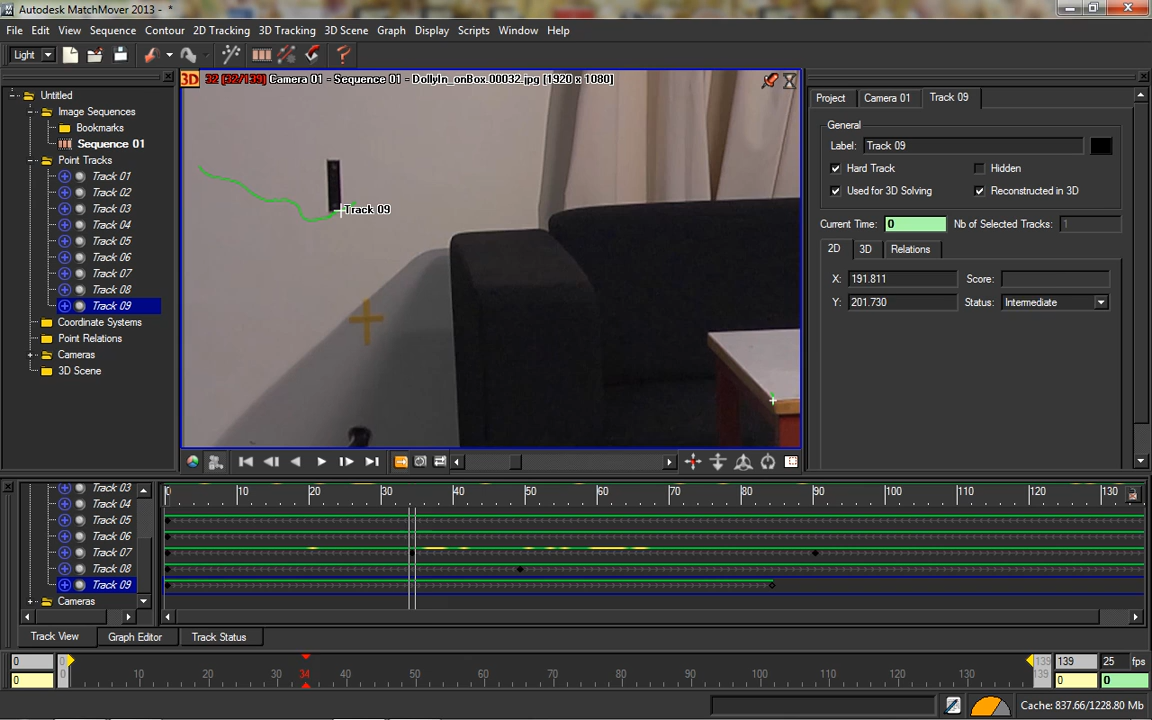 Autodesk MatchMover 2013 - *
File Edit View Sequence Contour 2D Tracking 3D Tracking 3D Scene Graph Display Scripts Window Help
Light
Untitled
Image Sequences
Bookmarks
Sequence 01
Point Tracks
Track 01
Track 02
Track 03
Track 04
Track 05
Track 06
Track 07
Track 08
Track 09
Coordinate Systems
Point Relations
Cameras
3D Scene
3D 32 [32/139] Camera 01 - Sequence 01 - DollyIn_onBox.00032.jpg [1920 x 1080]
Track 09
Project Camera 01 Track 09
General
Label: Track 09
Hard Track Hidden
Used for 3D Solving Reconstructed in 3D
Current Time: 0 Nb of Selected Tracks: 1
2D 3D Relations
X: 191.811 Score:
Y: 201.730 Status: Intermediate
Track 03
Track 04
Track 05
Track 06
Track 07
Track 08
Track 09
Cameras
0 10 20 30 40 50 60 70 80 90 100 110 120 130
Track View Graph Editor Track Status
0 0 139 139 25 fps
0 0 10 20 30 34 40 50 60 70 80 90 100 110 120 130 139 0 0
Cache: 837.66/1228.80 Mb